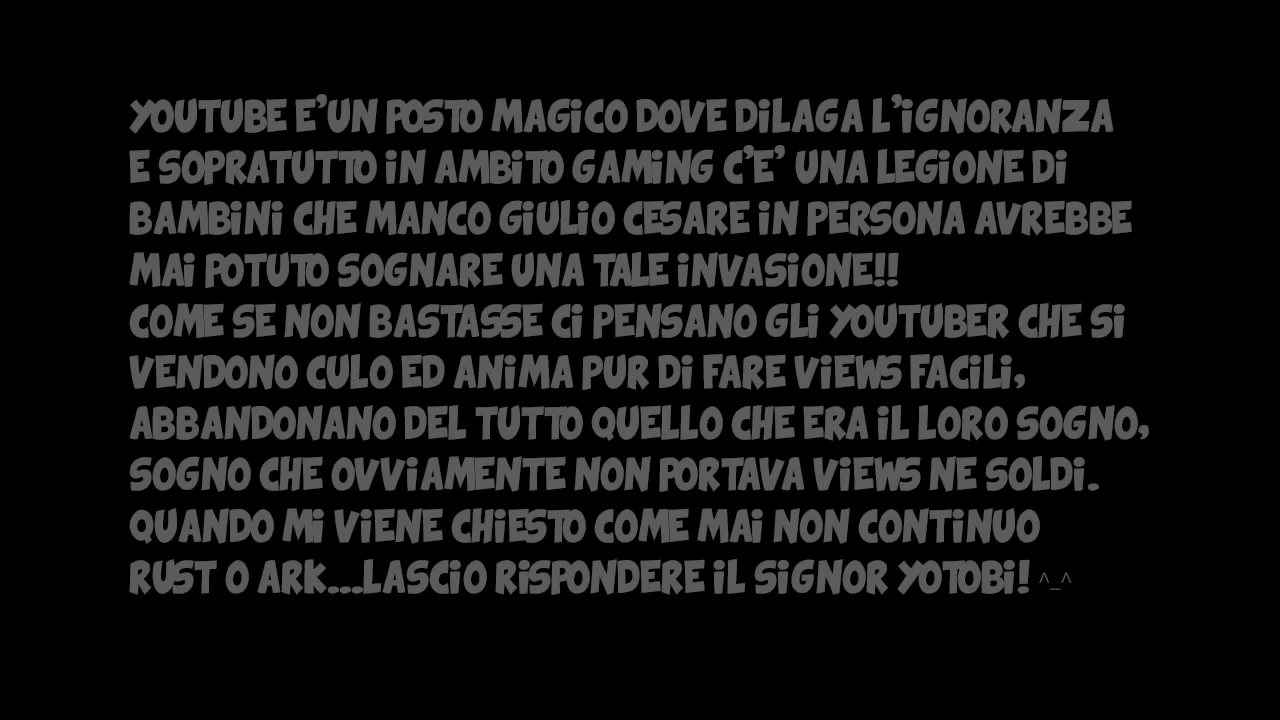 YOUTUBE E'UN POSTO MAGiCO DOVE DiLAGA L'iGNORANZA
E SOPRATUTTO iN AMBiTO GAMiNG C'E' UNA LEGiONE Di
BAMBiNi CHE MANCO GiULiO CESARE iN PERSONA AVREBBE
MAi POTUTO SOGNARE UNA TALE iNVASiONE!!
COME SE NON BASTASSE Ci PENSANO GLi YOUTUBER CHE Si
VENDONO CULO ED ANiMA PUR Di FARE ViEWS FACiLi,
ABBANDONANO DEL TUTTO QUELLO CHE ERA iL LORO SOGNO,
SOGNO CHE OVViAMENTE NON PORTAVA ViEWS NE SOLDi.
QUANDO Mi ViENE CHiESTO COME MAi NON CONTiNUO
RUST O ARK...LASCiO RiSPONDERE iL SiGNOR YOTOBi! ^_^